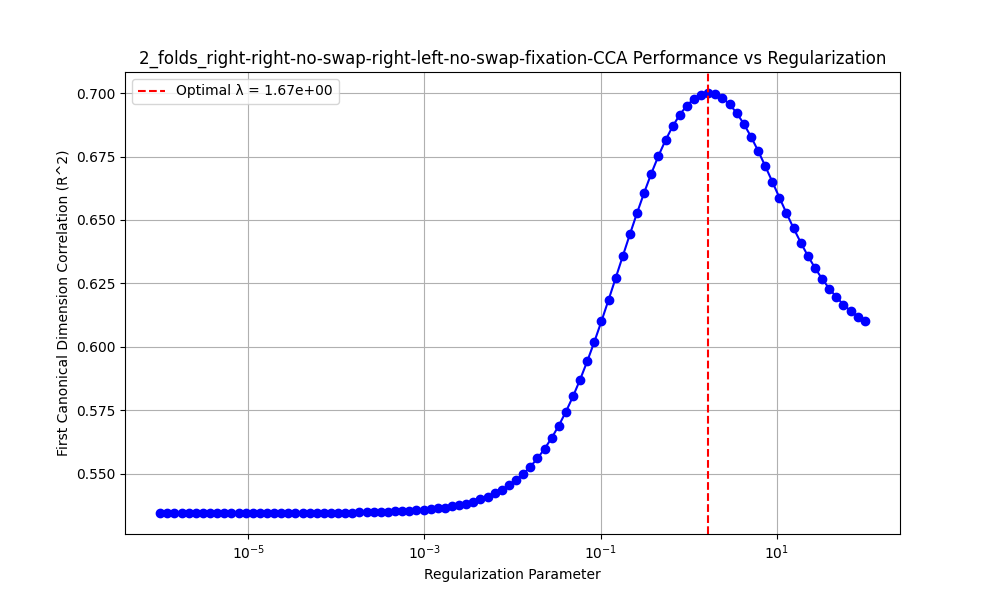 2_folds_right-right-no-swap-right-left-no-swap-fixation-CCA Performance vs Regularization
Optimal λ = 1.67e+00
First Canonical Dimension Correlation (R^2)
0.700
0.675
0.650
0.625
0.600
0.575
0.550
10⁻⁵
10⁻³
10⁻¹
10¹
Regularization Parameter